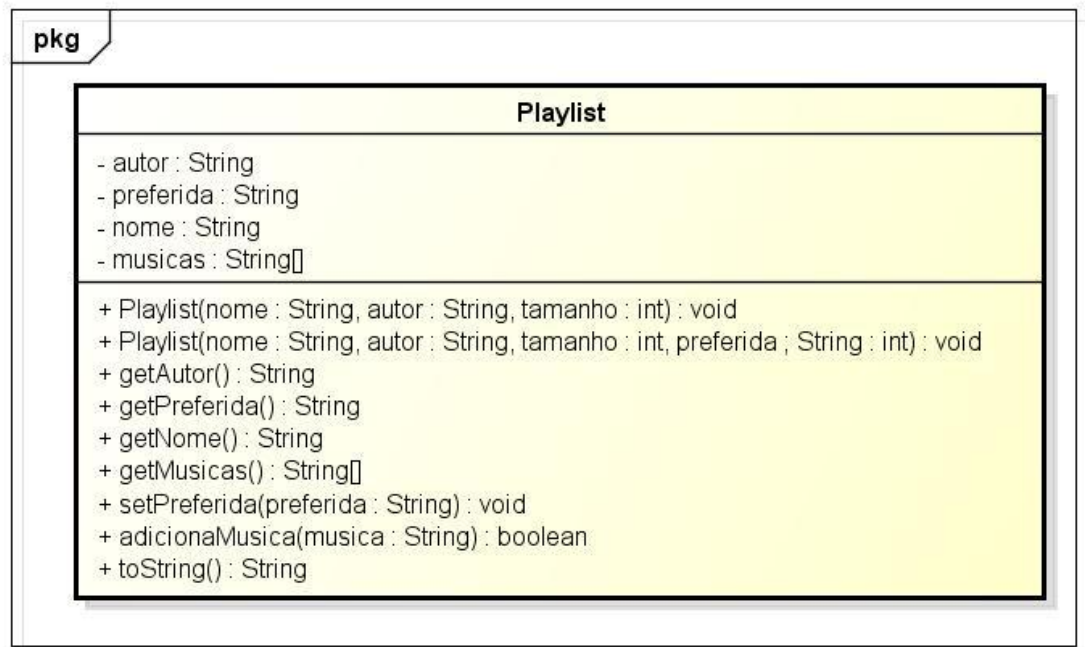 pkg
Playlist
- autor : String
- preferida : String
- nome : String
- musicas : String[]
+ Playlist(nome : String, autor : String, tamanho : int) : void
+ Playlist(nome : String, autor : String, tamanho : int, preferida ; String : int) : void
+ getAutor() : String
+ getPreferida() : String
+ getNome() : String
+ getMusicas() : String[]
+ setPreferida(preferida : String) : void
+ adicionaMusica(musica : String) : boolean
+ toString() : String